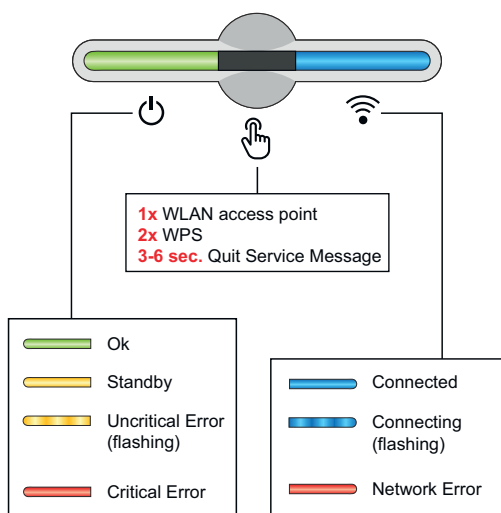 1x WLAN access point
2x WPS
3-6 sec. Quit Service Message
Ok
Standby
Uncritical Error
(flashing)
Critical Error
Connected
Connecting
(flashing)
Network Error